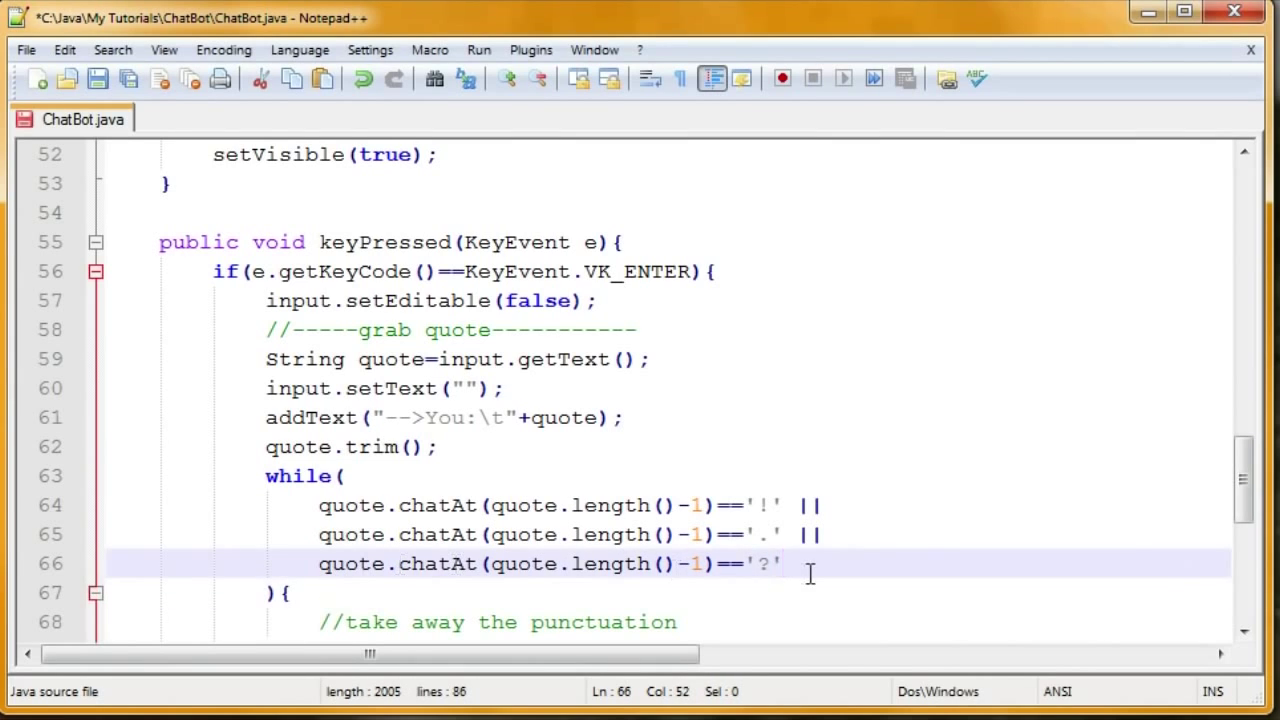 *C:\Java\My Tutorials\ChatBot\ChatBot.java - Notepad++
File Edit Search View Encoding Language Settings Macro Run Plugins Window ? X
ABC
ChatBot.java
52 setVisible(true);
53 }
54
55 public void keyPressed(KeyEvent e){
56 if(e.getKeyCode()==KeyEvent.VK_ENTER){
57 input.setEditable(false);
58 //-----grab quote-----------
59 String quote=input.getText();
60 input.setText("");
61 addText("-->You:\t"+quote);
62 quote.trim();
63 while(
64 quote.chatAt(quote.length()-1)=='!' ||
65 quote.chatAt(quote.length()-1)=='.' ||
66 quote.chatAt(quote.length()-1)=='?'
67 ){
68 //take away the punctuation
Java source file length : 2005 lines : 86 Ln : 66 Col : 52 Sel : 0 Dos\Windows ANSI INS